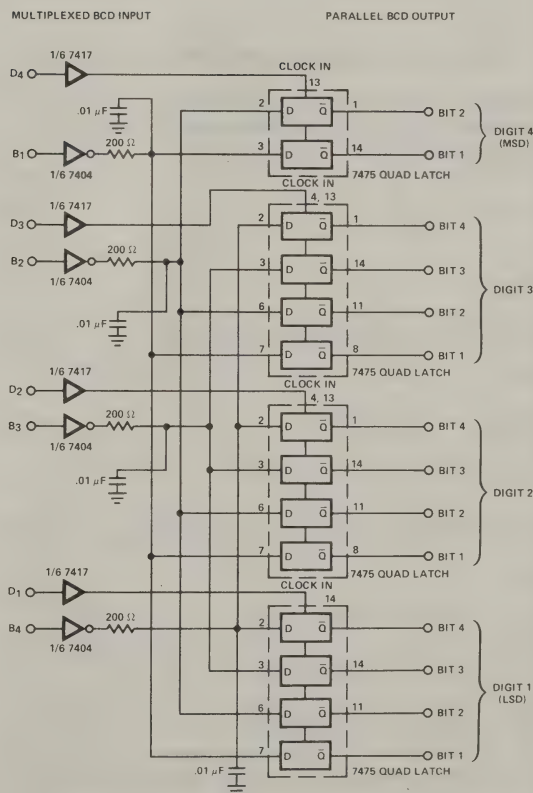 MULTIPLEXED BCD INPUT
PARALLEL BCD OUTPUT
1/6 7417
D4
CLOCK IN
13
.01 μF
2 D Q̄ 1 BIT 2
DIGIT 4
(MSD)
B1
200 Ω
3 D Q̄ 14 BIT 1
1/6 7404
7475 QUAD LATCH
1/6 7417
CLOCK IN
D3
4, 13
2 D Q̄ 1 BIT 4
B2
200 Ω
1/6 7404
3 D Q̄ 14 BIT 3
DIGIT 3
.01 μF
6 D Q̄ 11 BIT 2
7 D Q̄ 8 BIT 1
1/6 7417
7475 QUAD LATCH
CLOCK IN
D2
4, 13
B3
200 Ω
2 D Q̄ 1 BIT 4
1/6 7404
3 D Q̄ 14 BIT 3
.01 μF
DIGIT 2
6 D Q̄ 11 BIT 2
7 D Q̄ 8 BIT 1
1/6 7417
7475 QUAD LATCH
CLOCK IN
D1
14
B4
200 Ω
2 D Q̄ 1 BIT 4
1/6 7404
3 D Q̄ 14 BIT 3
DIGIT 1
(LSD)
6 D Q̄ 11 BIT 2
7 D Q̄ BIT 1
.01 μF
7475 QUAD LATCH